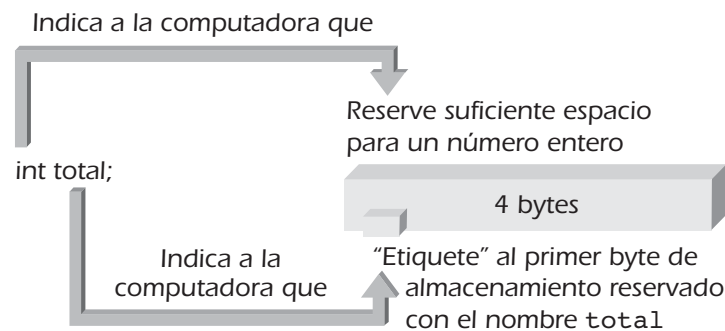 Indica a la computadora que
Reserve suficiente espacio
para un número entero
int total;
4 bytes
Indica a la
computadora que
“Etiquete” al primer byte de
almacenamiento reservado
con el nombre total